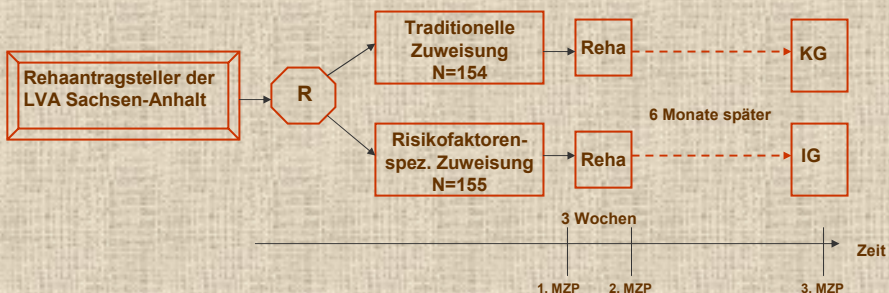 Rehaantragsteller der
LVA Sachsen-Anhalt
R
Traditionelle
Zuweisung
N=154
Reha
KG
6 Monate später
Risikofaktoren-
spez. Zuweisung
N=155
Reha
IG
3 Wochen
Zeit
1. MZP
2. MZP
3. MZP